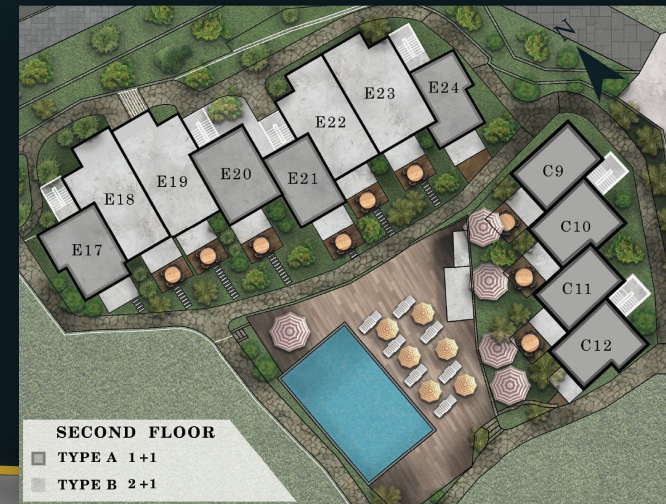 N
E24
E23
E22
E21
E20
E19
E18
E17
C9
C10
C11
C12
SECOND FLOOR
TYPE A 1+1
TYPE B 2+1